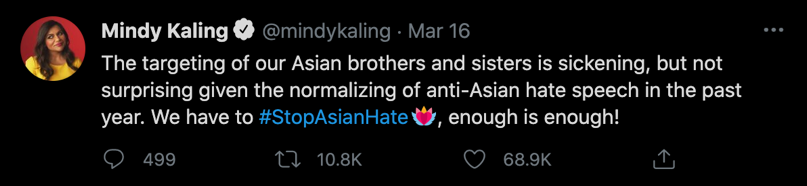 Mindy Kaling @mindykaling · Mar 16
The targeting of our Asian brothers and sisters is sickening, but not
surprising given the normalizing of anti-Asian hate speech in the past
year. We have to #StopAsianHate, enough is enough!
499 10.8K 68.9K